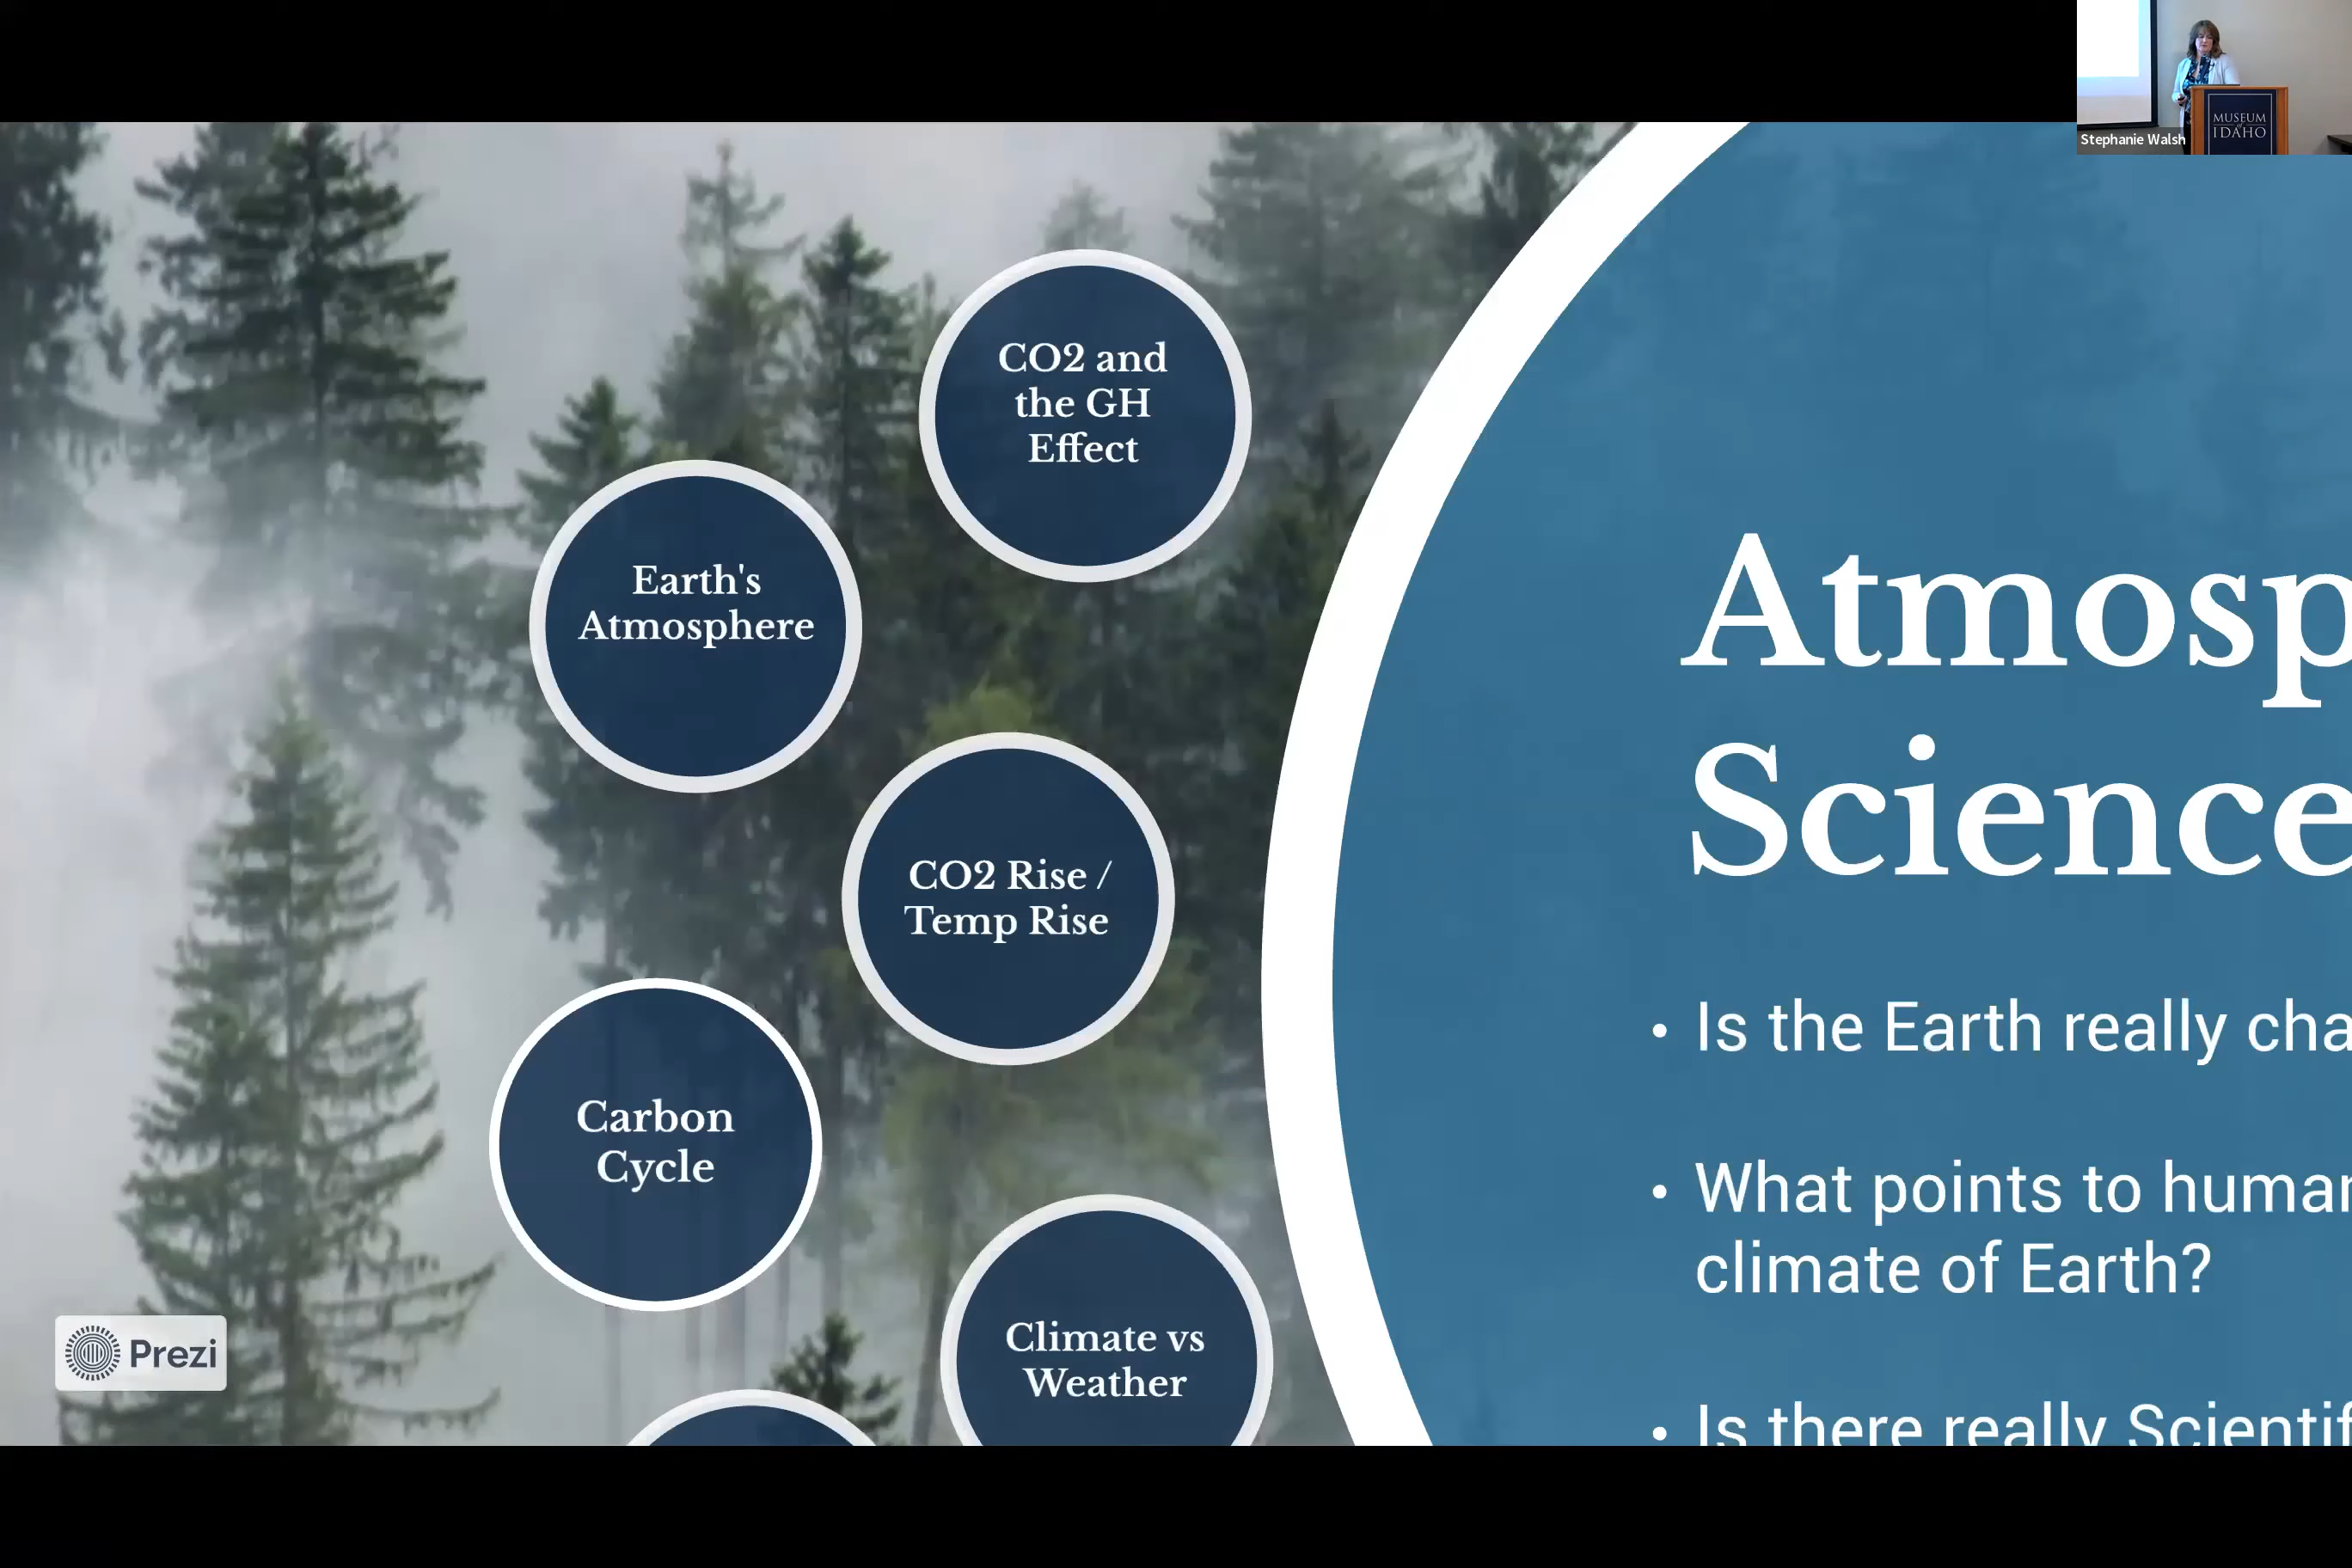 Stephanie Walsh
MUSEUM
of
IDAHO
CO2 and
the GH
Effect
Earth's
Atmosphere
CO2 Rise /
Temp Rise
Carbon
Cycle
Climate vs
Weather
Prezi
Atmosp
Science
• Is the Earth really cha
• What points to human
climate of Earth?
• Is there really Scientif